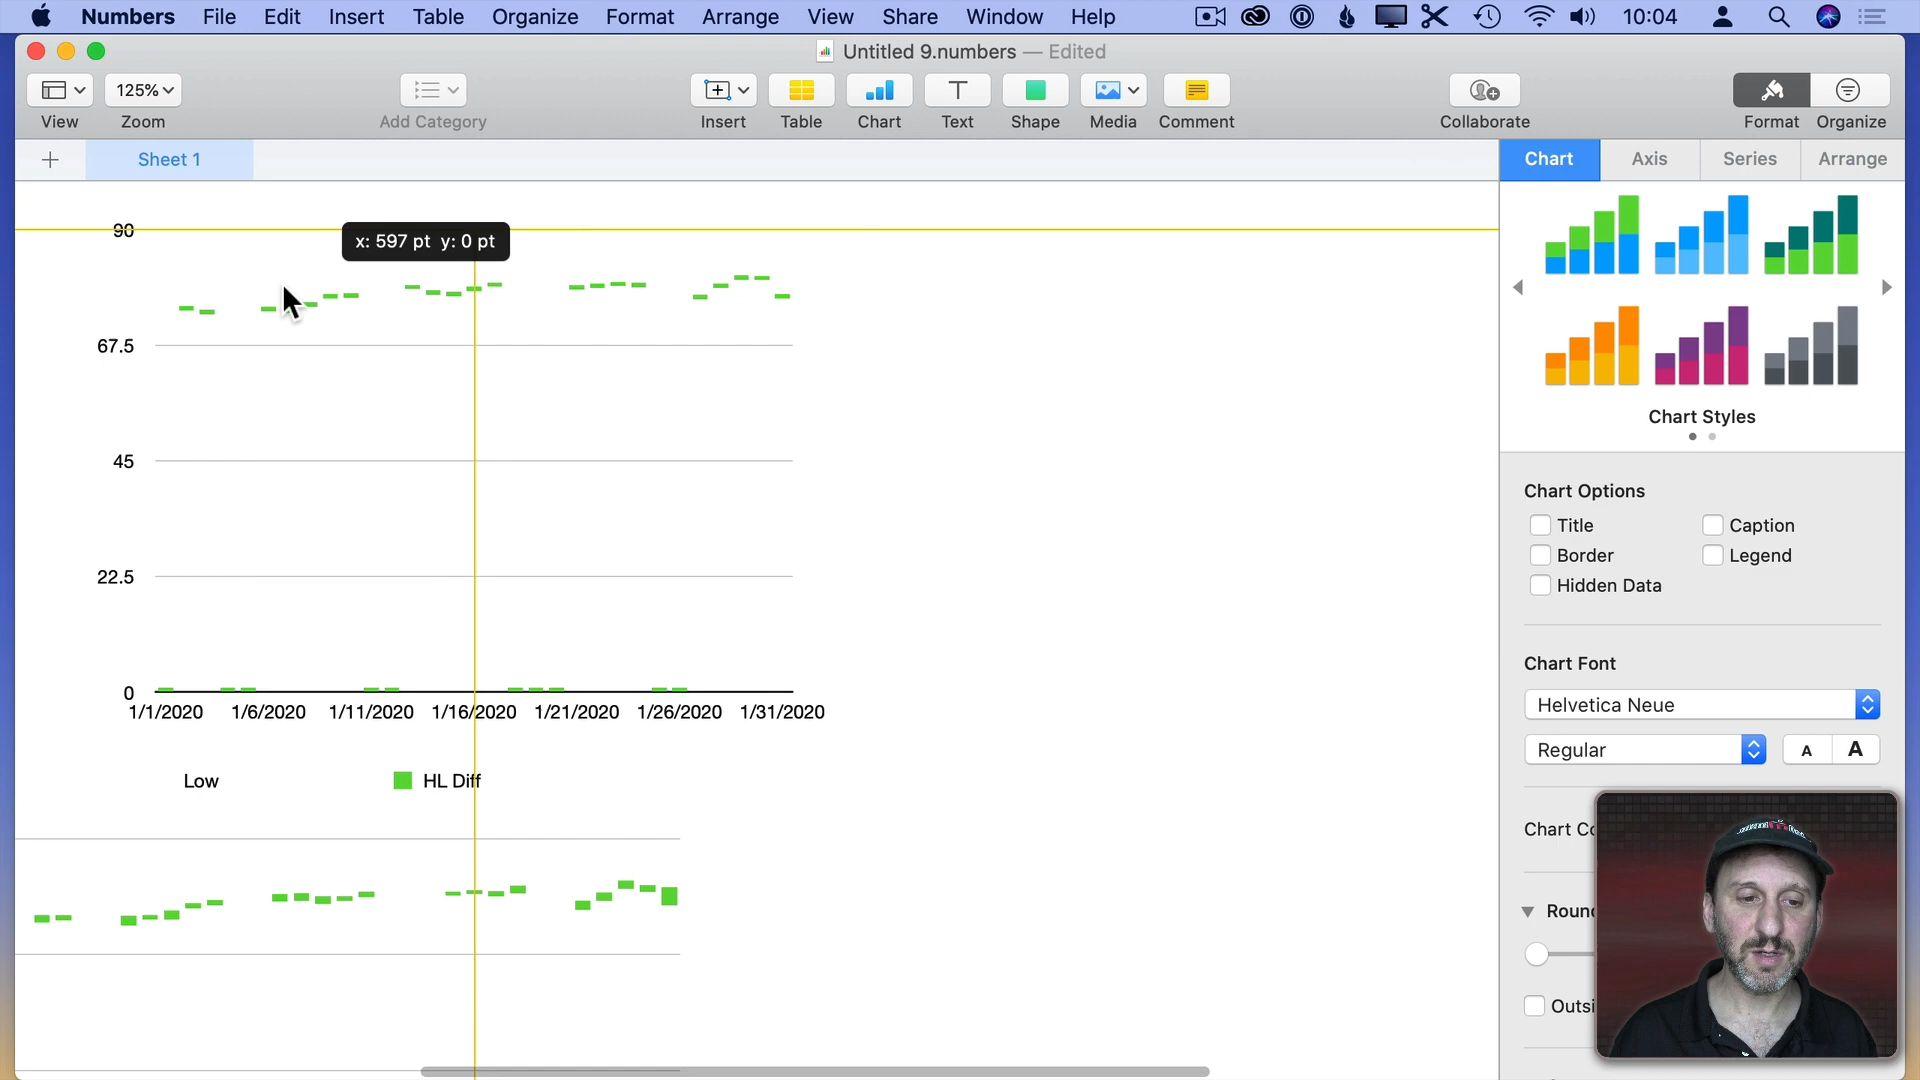 Numbers File Edit Insert Table Organize Format Arrange View Share Window Help 10:04
Untitled 9.numbers — Edited
125%
View Zoom Add Category Insert Table Chart Text Shape Media Comment Collaborate Format Organize
Sheet 1
Chart Axis Series Arrange
90
x: 597 pt y: 0 pt
67.5
45
22.5
0
1/1/2020 1/6/2020 1/11/2020 1/16/2020 1/21/2020 1/26/2020 1/31/2020
Low HL Diff
Chart Styles
Chart Options
Title Caption
Border Legend
Hidden Data
Chart Font
Helvetica Neue
Regular A A
Chart Co
Roun
Outsi